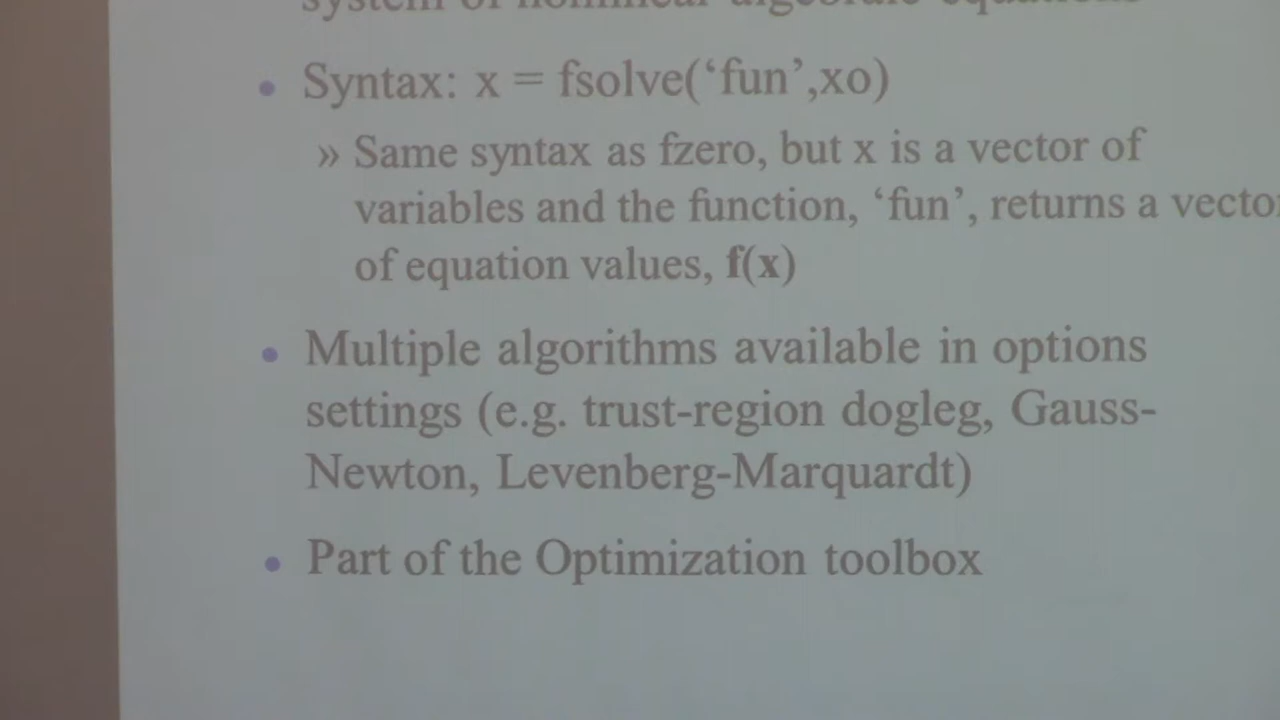 system of nonlinear algebraic equations
• Syntax: x = fsolve(‘fun’,xo)
» Same syntax as fzero, but x is a vector of
variables and the function, ‘fun’, returns a vector
of equation values, f(x)
• Multiple algorithms available in options
settings (e.g. trust-region dogleg, Gauss-
Newton, Levenberg-Marquardt)
• Part of the Optimization toolbox